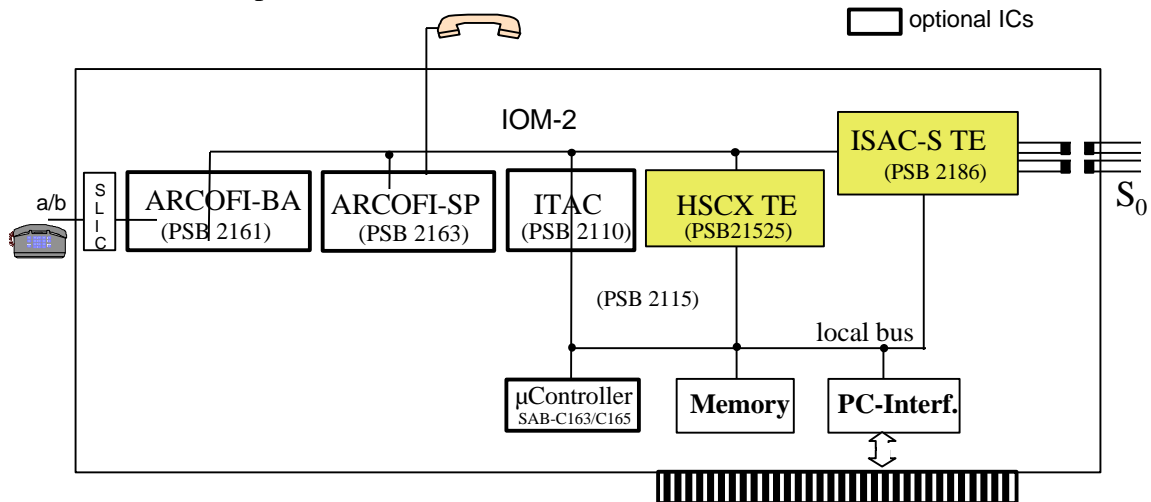 optional ICs
IOM-2
ISAC-S TE
(PSB 2186)
S0
a/b
SLIC
ARCOFI-BA
(PSB 2161)
ARCOFI-SP
(PSB 2163)
ITAC
(PSB 2110)
HSCX TE
(PSB21525)
(PSB 2115)
local bus
µController
SAB-C163/C165
Memory
PC-Interf.